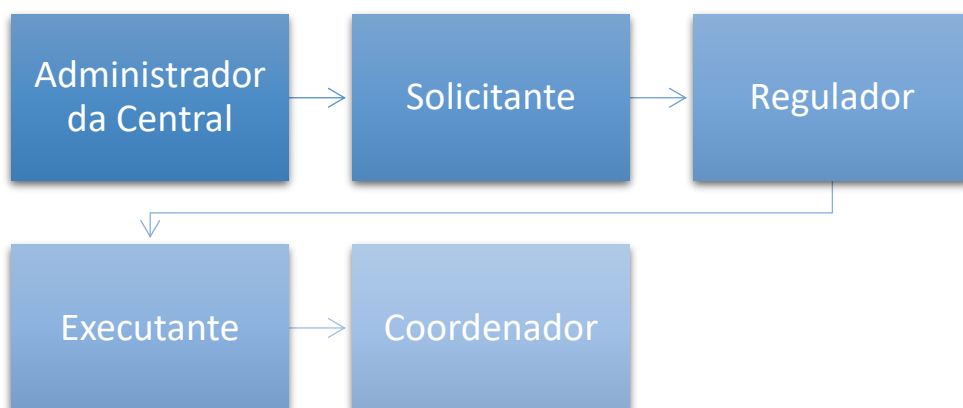 Administrador
da Central
Solicitante
Regulador
Executante
Coordenador